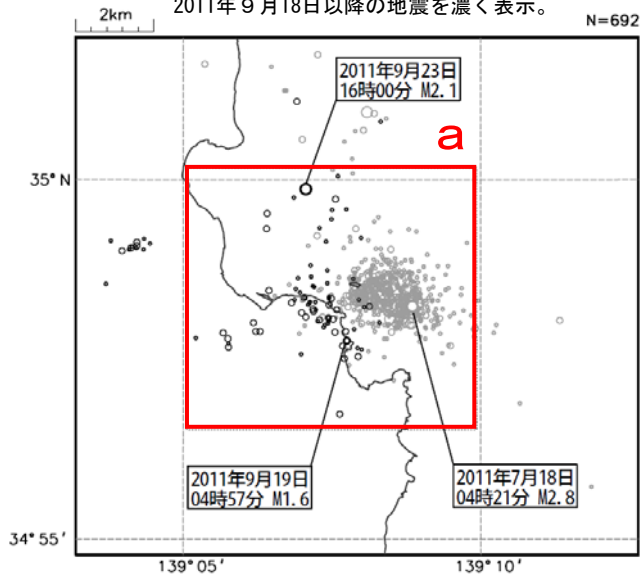 2011年９月18日以降の地震を濃く表示。
2km
N=692
2011年9月23日
16時00分 M2.1
a
35°N
2011年9月19日
04時57分 M1.6
2011年7月18日
04時21分 M2.8
34°55′
139°05′
139°10′